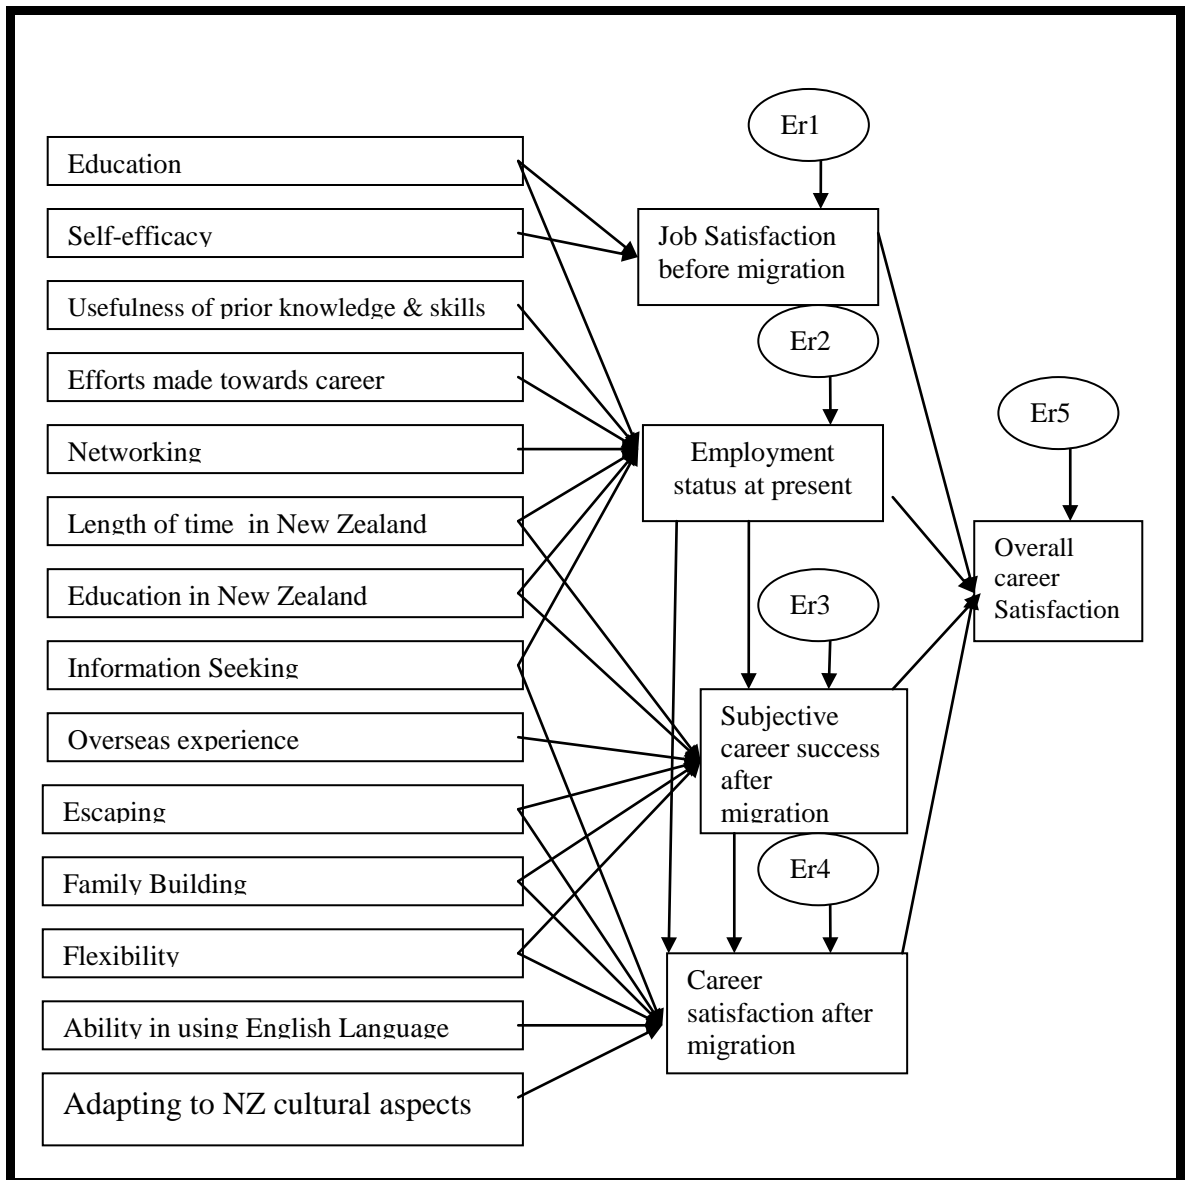 Education
Self-efficacy
Usefulness of prior knowledge & skills
Efforts made towards career
Networking
Length of time in New Zealand
Education in New Zealand
Information Seeking
Overseas experience
Escaping
Family Building
Flexibility
Ability in using English Language
Adapting to NZ cultural aspects
Er1
Job Satisfaction
before migration
Er2
Employment
status at present
Er3
Subjective
career success
after
migration
Er4
Career
satisfaction after
migration
Er5
Overall
career
Satisfaction